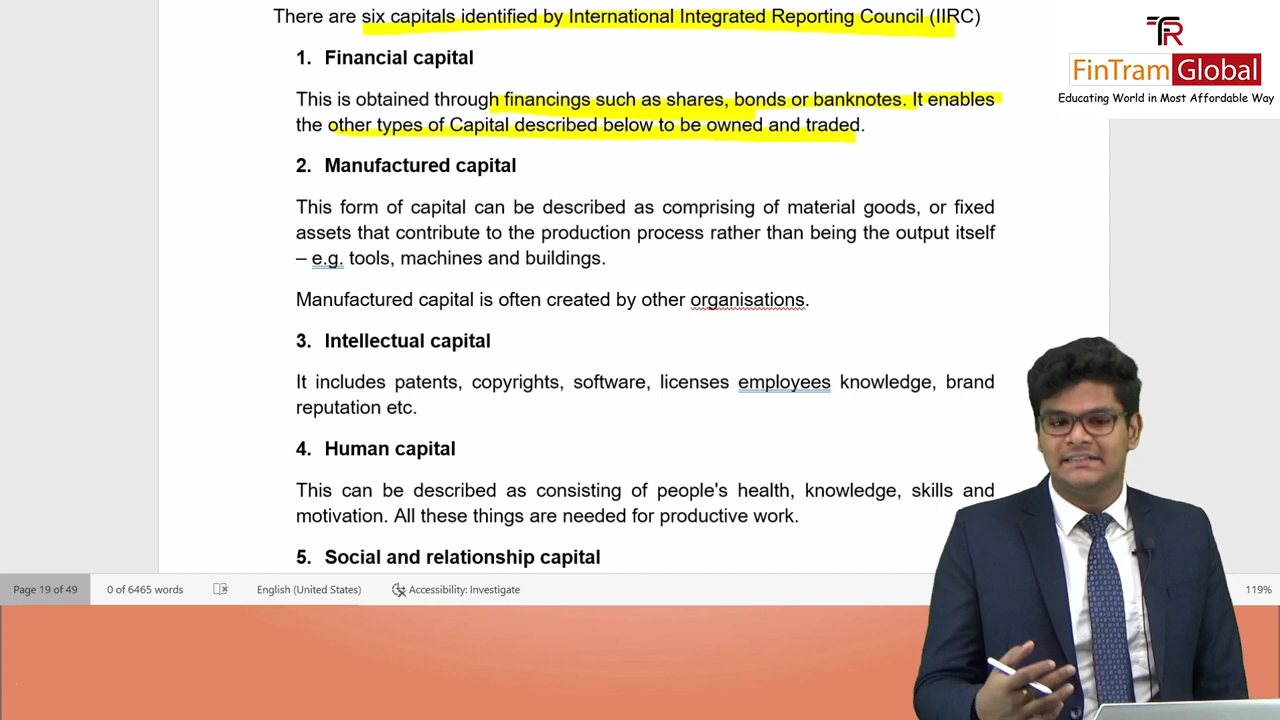 There are six capitals identified by International Integrated Reporting Council (IIRC)
1. Financial capital
This is obtained through financings such as shares, bonds or banknotes. It enables
the other types of Capital described below to be owned and traded.
2. Manufactured capital
This form of capital can be described as comprising of material goods, or fixed
assets that contribute to the production process rather than being the output itself
– e.g. tools, machines and buildings.
Manufactured capital is often created by other organisations.
3. Intellectual capital
It includes patents, copyrights, software, licenses employees knowledge, brand
reputation etc.
4. Human capital
This can be described as consisting of people's health, knowledge, skills and
motivation. All these things are needed for productive work.
5. Social and relationship capital
Page 19 of 49 0 of 6465 words English (United States) Accessibility: Investigate 119%
TR
FinTram Global
Educating World in Most Affordable Way